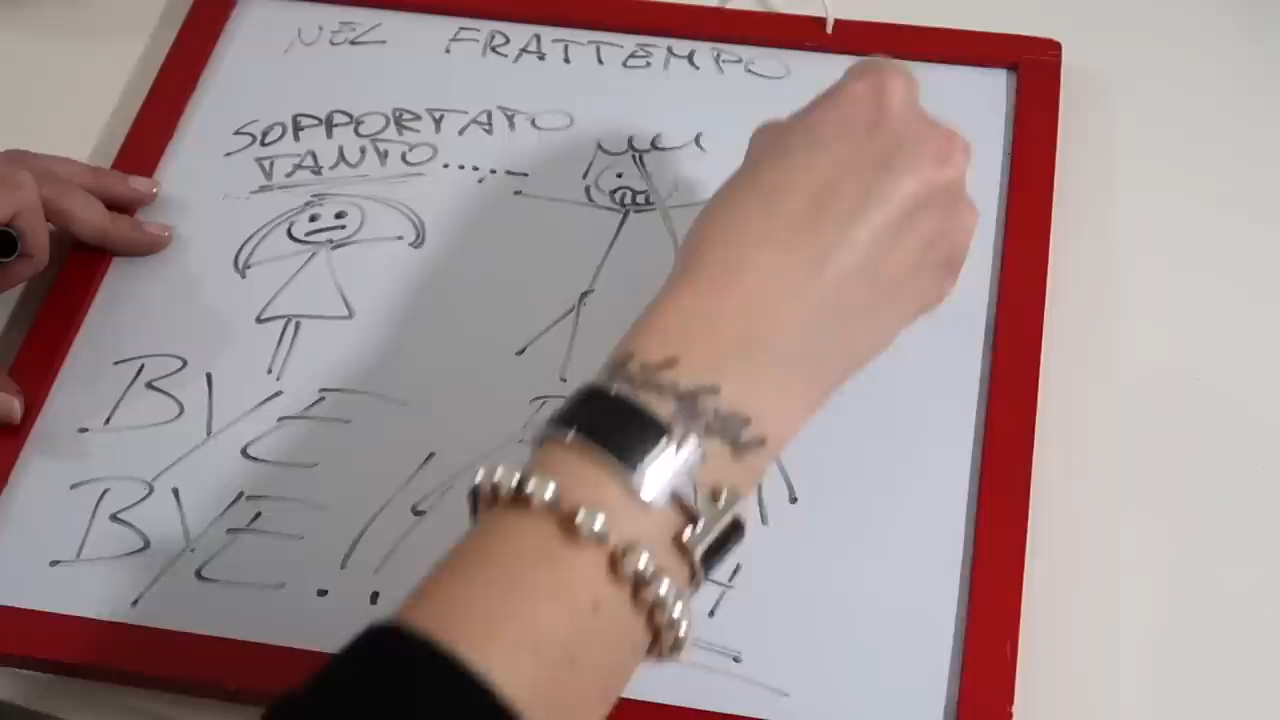 NEL FRATTEMPO
SOPPORTATO
TANTO.....
BYE
BYE!!